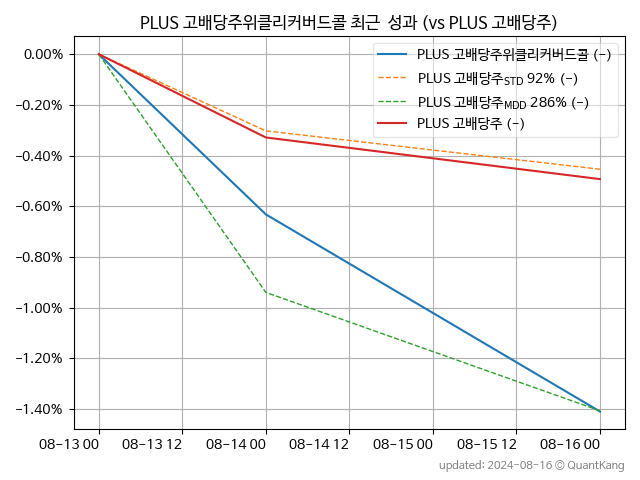 PLUS 고배당주위클리커버드콜 최근 성과 (vs PLUS 고배당주)
PLUS 고배당주위클리커버드콜 (-)
PLUS 고배당주STD 92% (-)
PLUS 고배당주MDD 286% (-)
PLUS 고배당주 (-)
0.00%
−0.20%
−0.40%
−0.60%
−0.80%
−1.00%
−1.20%
−1.40%
08-13 00
08-13 12
08-14 00
08-14 12
08-15 00
08-15 12
08-16 00
updated: 2024-08-16 © QuantKang